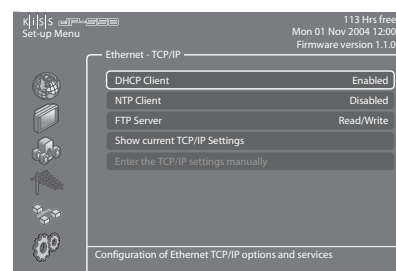 K|i|S|S DP-558
113 Hrs free
Set-up Menu
Mon 01 Nov 2004 12:00
Firmware version 1.1.0
Ethernet - TCP/IP
DHCP Client Enabled
NTP Client Disabled
FTP Server Read/Write
Show current TCP/IP Settings
Enter the TCP/IP settings manually
Configuration of Ethernet TCP/IP options and services